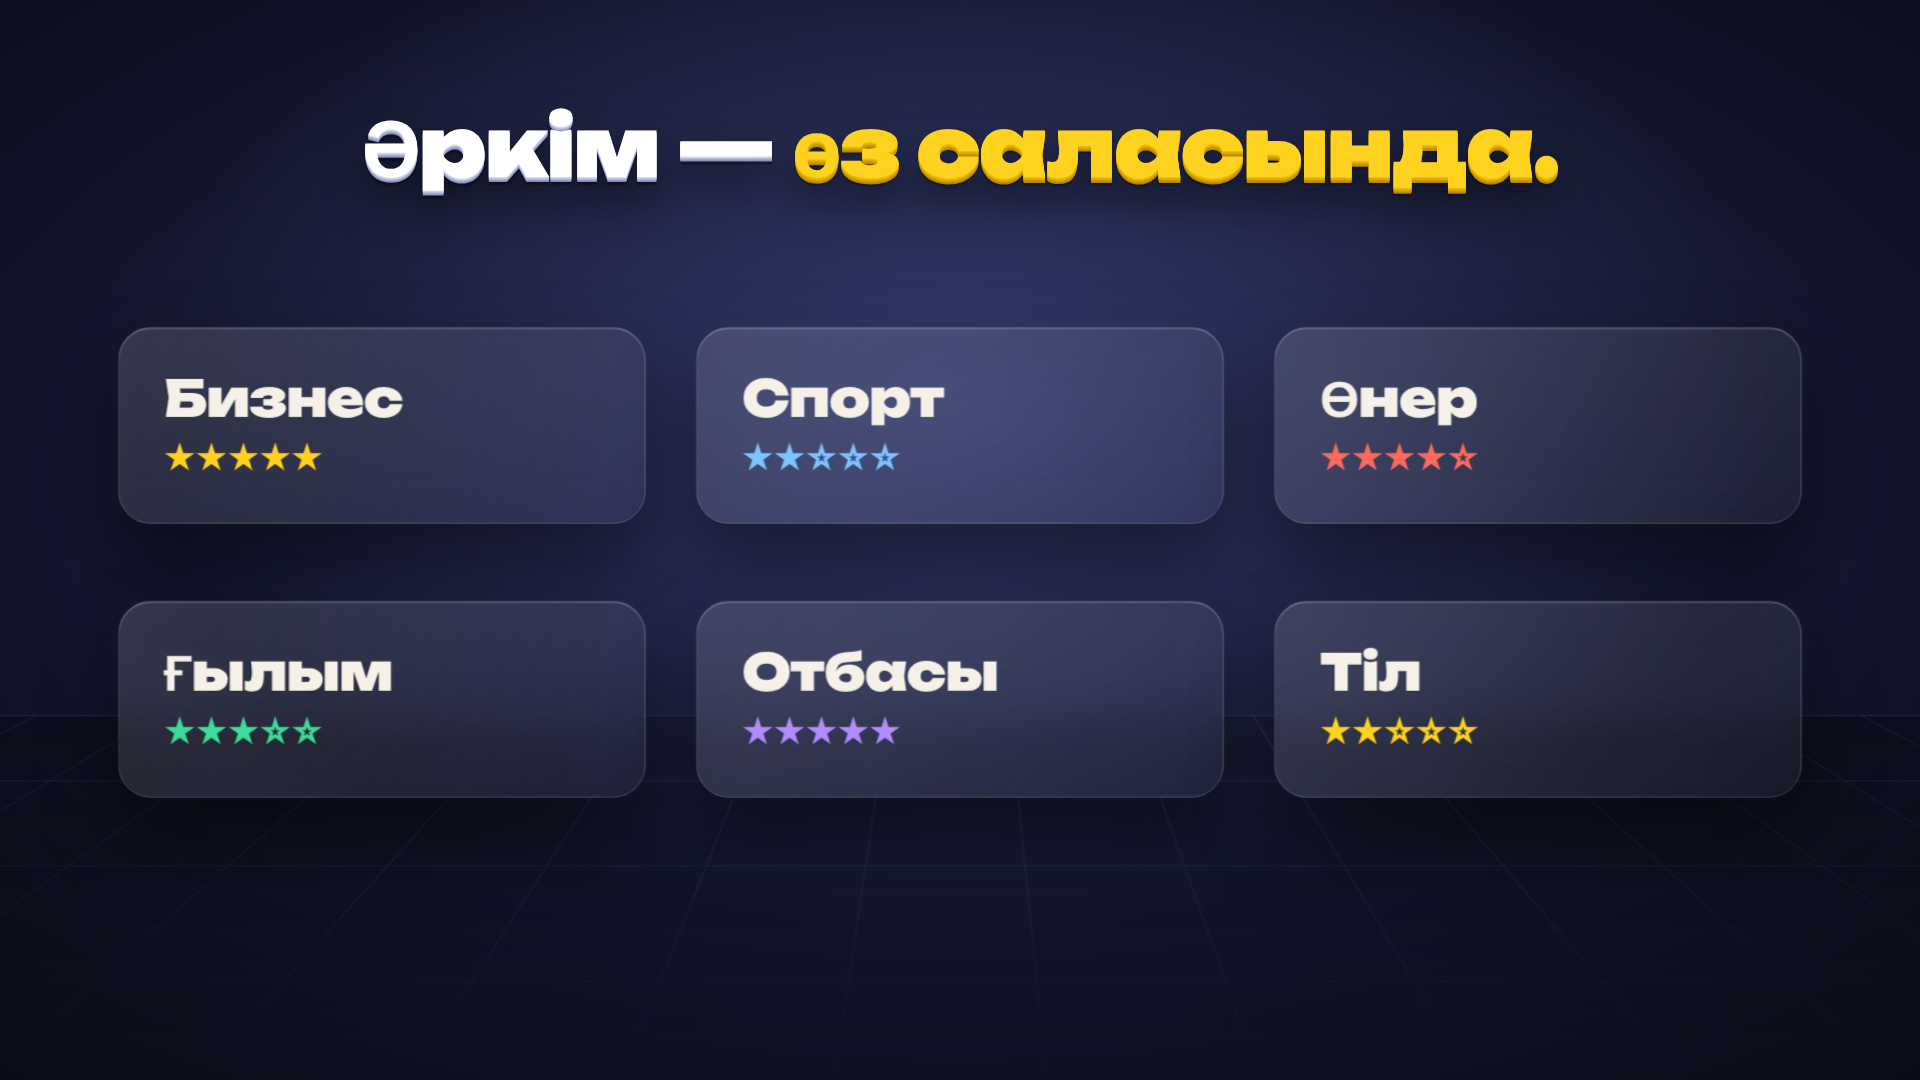 Әркім — өз саласында.
Бизнес
★★★★★
Спорт
★★☆☆☆
Өнер
★★★★☆
Ғылым
★★★☆☆
Отбасы
★★★★★
Тіл
★★☆☆☆